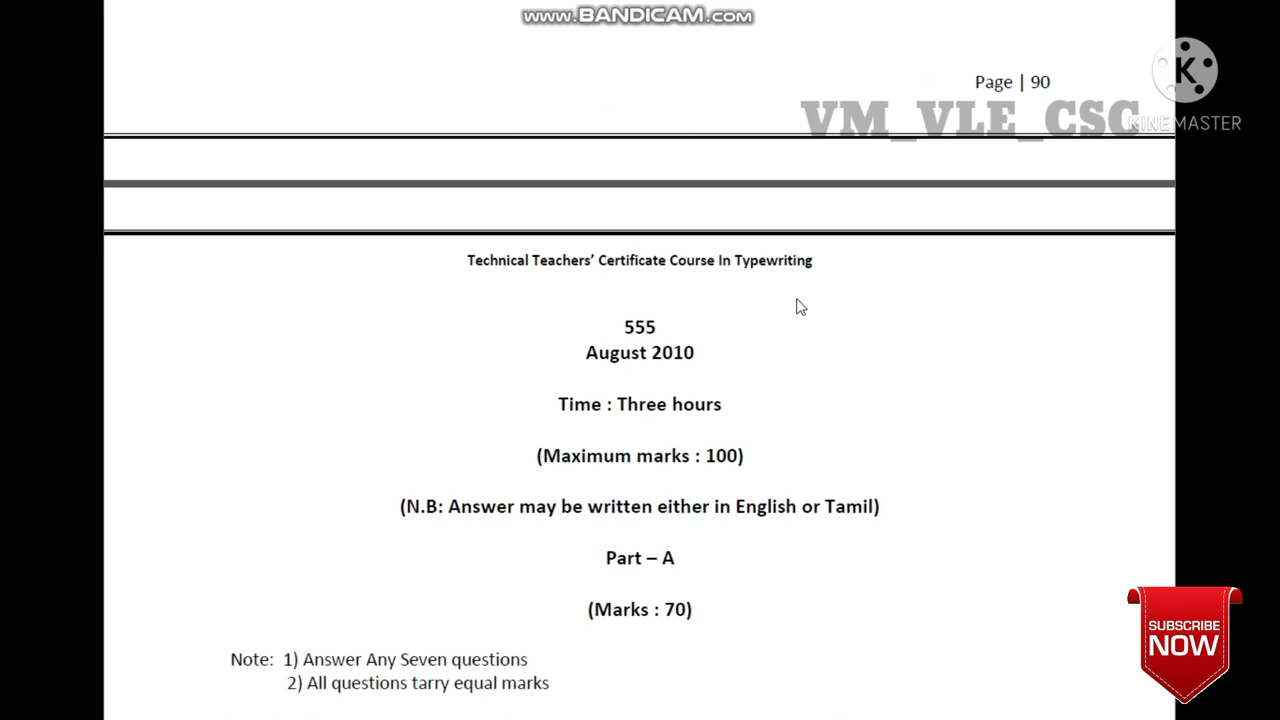 www.BANDICAM.com
Page | 90
VM_VLE_CSC
KINEMASTER
Technical Teachers’ Certificate Course In Typewriting
555
August 2010
Time : Three hours
(Maximum marks : 100)
(N.B: Answer may be written either in English or Tamil)
Part – A
(Marks : 70)
Note: 1) Answer Any Seven questions
2) All questions tarry equal marks
SUBSCRIBE
NOW